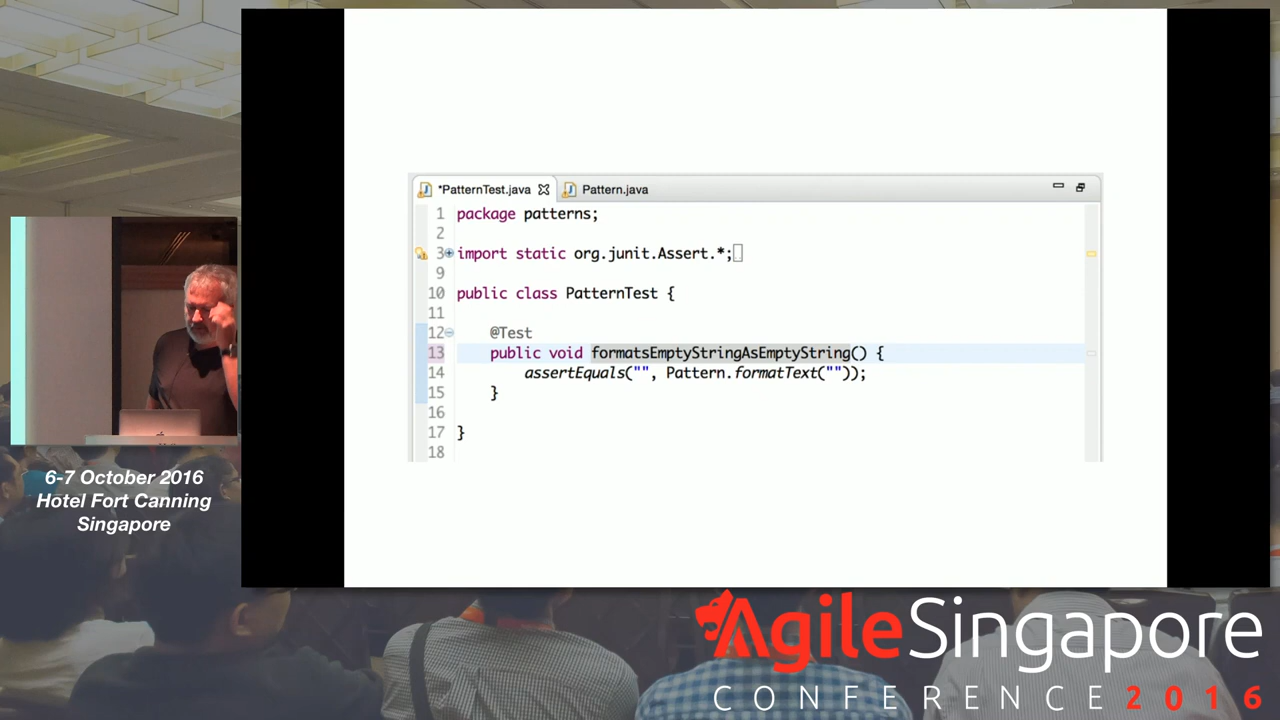 *PatternTest.java
Pattern.java
1 package patterns;
2
3 import static org.junit.Assert.*;
9
10 public class PatternTest {
11
12 @Test
13 public void formatsEmptyStringAsEmptyString() {
14 assertEquals("", Pattern.formatText(""));
15 }
16
17 }
18
6-7 October 2016
Hotel Fort Canning
Singapore
AgileSingapore
CONFERENCE 2016